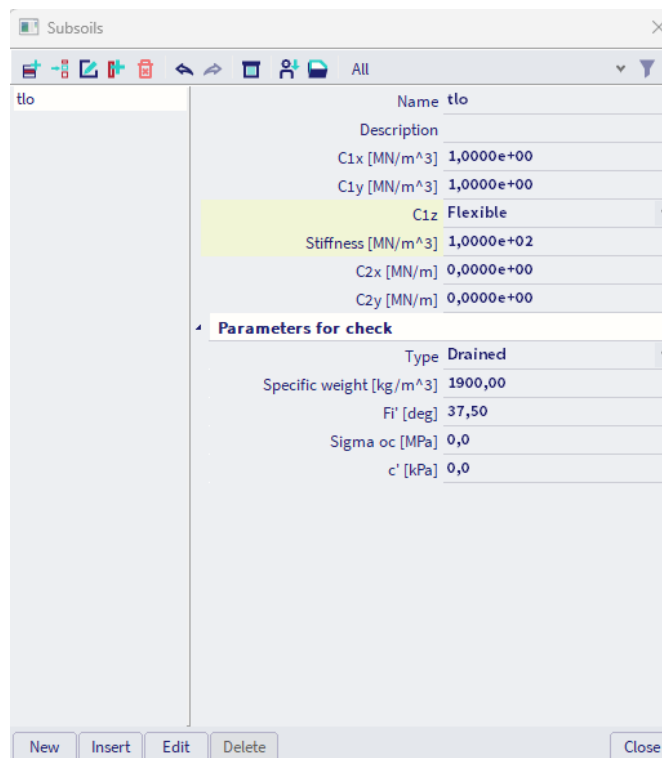 Subsoils
All
tlo
Name tlo
Description
C1x [MN/m^3] 1,0000e+00
C1y [MN/m^3] 1,0000e+00
C1z Flexible
Stiffness [MN/m^3] 1,0000e+02
C2x [MN/m] 0,0000e+00
C2y [MN/m] 0,0000e+00
Parameters for check
Type Drained
Specific weight [kg/m^3] 1900,00
Fi' [deg] 37,50
Sigma oc [MPa] 0,0
c' [kPa] 0,0
New Insert Edit Delete Close